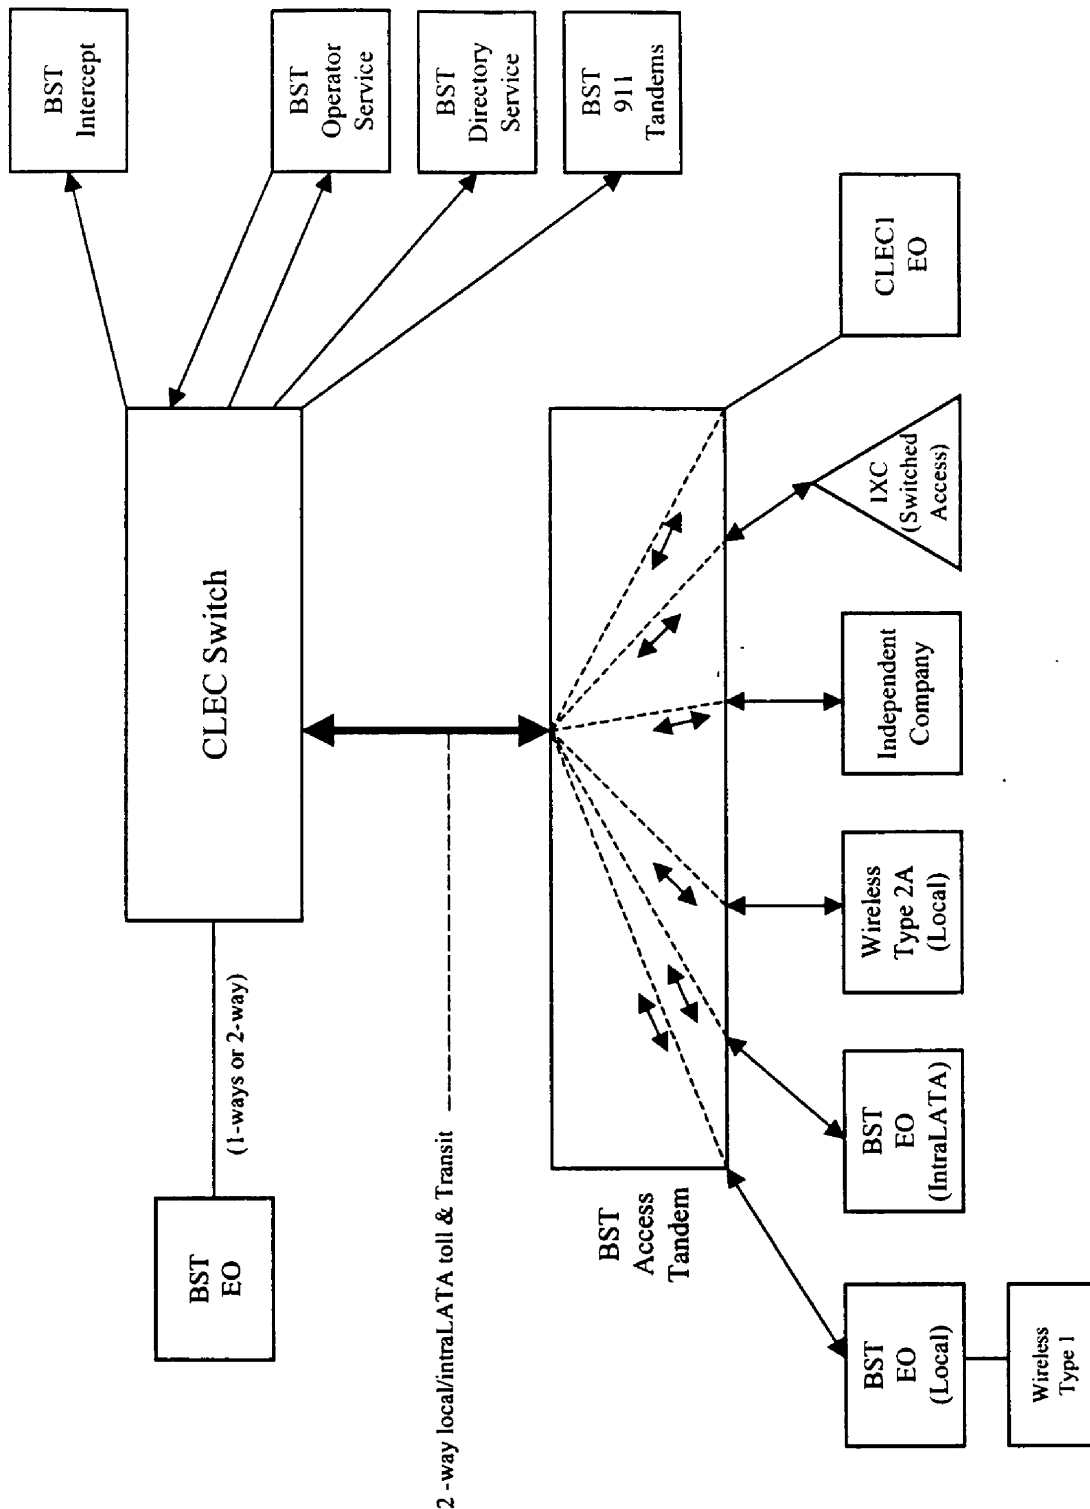 BST
Intercept
BST
Operator
Service
BST
Directory
Service
BST
911
Tandems
CLEC Switch
(1-ways or 2-way)
BST
EO
2 -way local/intraLATA toll & Transit
BST
Access
Tandem
CLEC1
EO
IXC
(Switched
Access)
Independent
Company
Wireless
Type 2A
(Local)
BST
EO
(IntraLATA)
BST
EO
(Local)
Wireless
Type 1